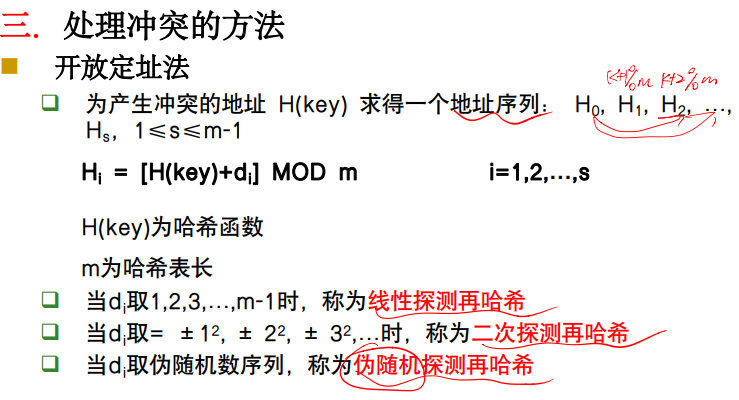 三. 处理冲突的方法
开放定址法
k+1%m k+2%m
为产生冲突的地址 H(key) 求得一个地址序列： H₀, H₁, H₂, …,
Hₛ, 1≤s≤m-1
Hᵢ = [H(key)+dᵢ] MOD m i=1,2,…,s
H(key)为哈希函数
m为哈希表长
当dᵢ取1,2,3,…,m-1时，称为线性探测再哈希
当dᵢ取= ±1², ± 2², ± 3²,…时，称为二次探测再哈希
当dᵢ取伪随机数序列，称为伪随机探测再哈希